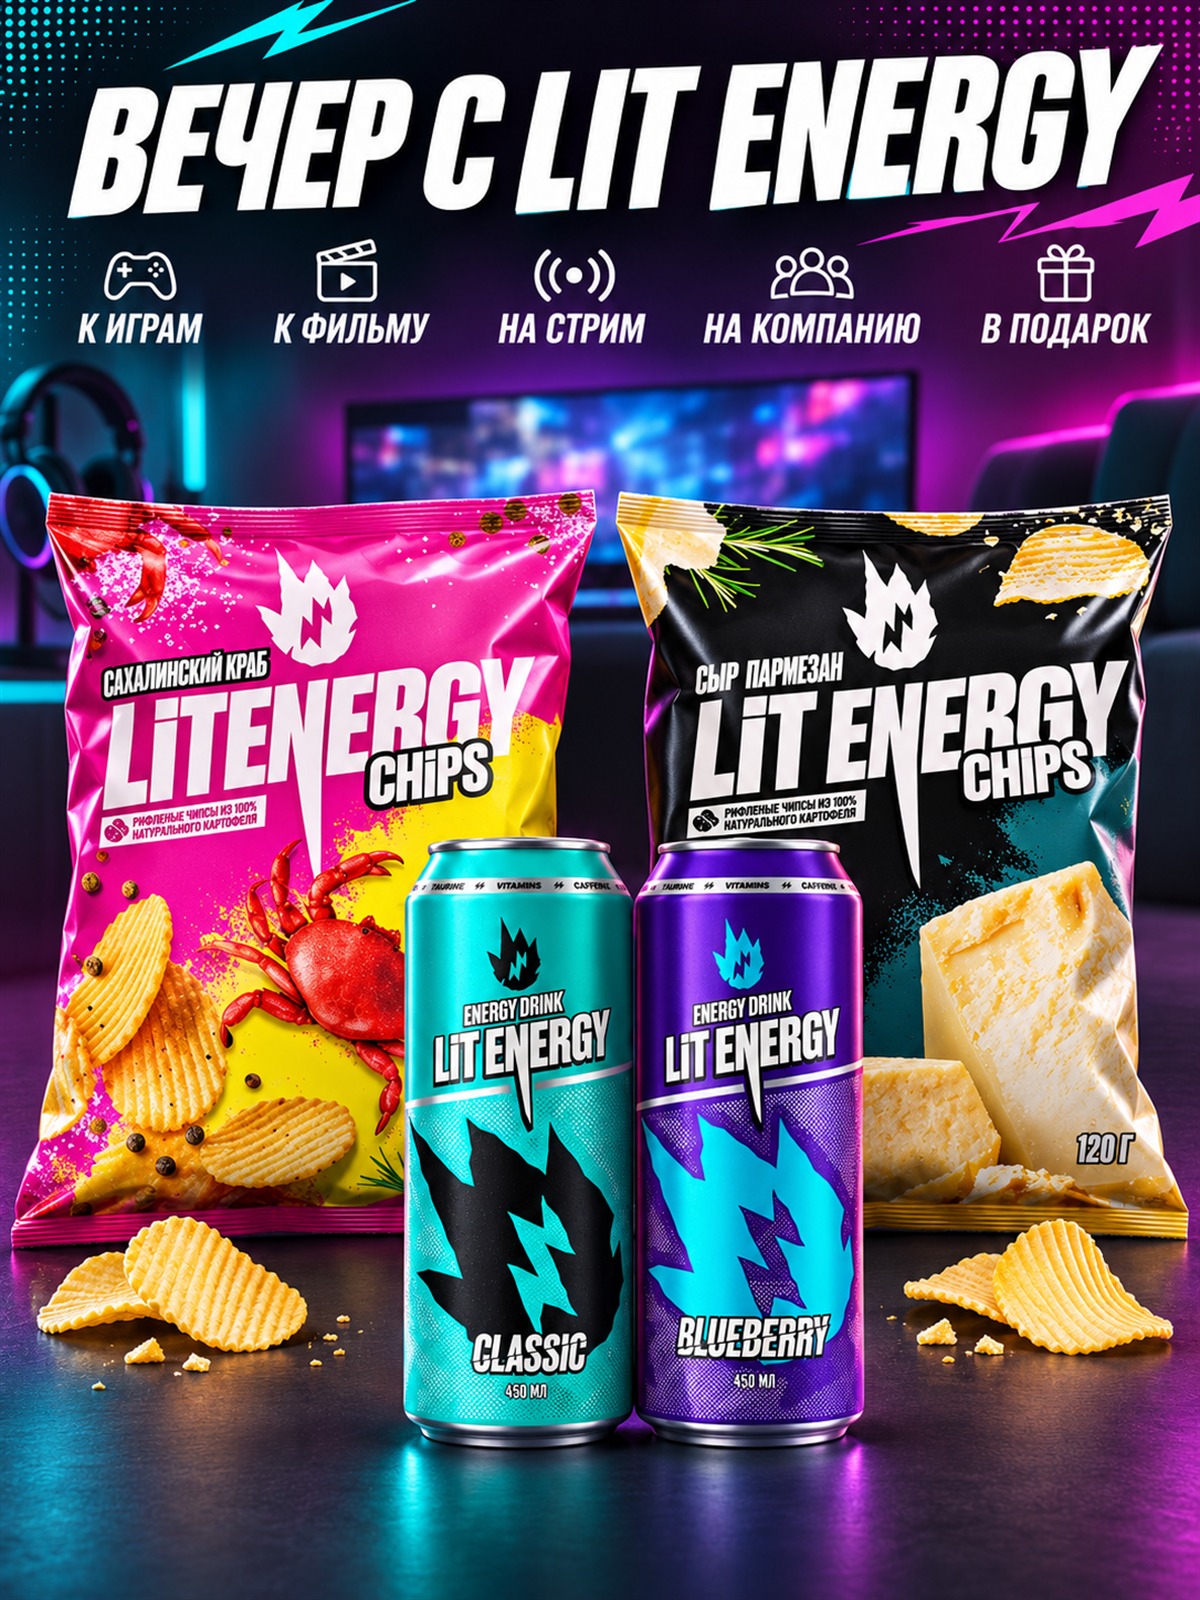 ВЕЧЕР С LIT ENERGY
К ИГРАМ
К ФИЛЬМУ
НА СТРИМ
НА КОМПАНИЮ
В ПОДАРОК
САХАЛИНСКИЙ КРАБ
LiTENERGY
CHiPS
РИФЛЕНЫЕ ЧИПСЫ ИЗ 100%
НАТУРАЛЬНОГО КАРТОФЕЛЯ
СЫР ПАРМЕЗАН
LiT ENERGY
CHiPS
РИФЛЕНЫЕ ЧИПСЫ ИЗ 100%
НАТУРАЛЬНОГО КАРТОФЕЛЯ
120 Г
TAURINE VITAMINS CAFFEINE
ENERGY DRINK
LiT ENERGY
CLASSIC
450 МЛ
TAURINE VITAMINS CAFFEINE
ENERGY DRINK
LiT ENERGY
BLUEBERRY
450 МЛ